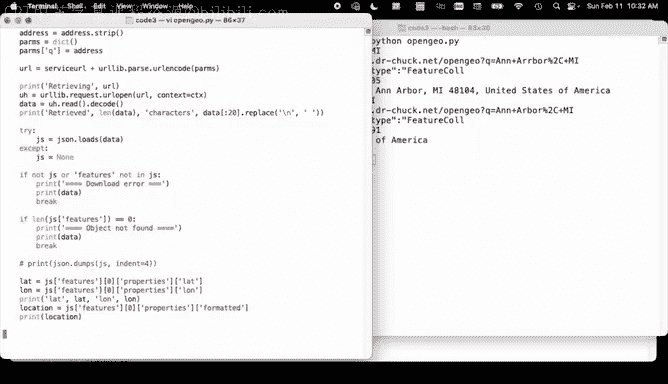 Terminal Shell Edit View Window Help
Sun Feb 11 10:32 AM
bilibili.com
code3 — vi opengeo.py — 86×37
address = address.strip()
parms = dict()
parms['q'] = address
url = serviceurl + urllib.parse.urlencode(parms)
print('Retrieving', url)
uh = urllib.request.urlopen(url, context=ctx)
data = uh.read().decode()
print('Retrieved', len(data), 'characters', data[:20].replace('\n', ' '))
try:
js = json.loads(data)
except:
js = None
if not js or 'features' not in js:
print('==== Download error ===')
print(data)
break
if len(js['features']) == 0:
print('==== Object not found ====')
print(data)
break
# print(json.dumps(js, indent=4))
lat = js['features'][0]['properties']['lat']
lon = js['features'][0]['properties']['lon']
print('lat', lat, 'lon', lon)
location = js['features'][0]['properties']['formatted']
print(location)
code3 — -bash —
python opengeo.py
MI
.dr-chuck.net/opengeo?q=Ann+Arrbor%2C+MI
type":"FeatureColl
05
Ann Arbor, MI 48104, United States of America
I
.dr-chuck.net/opengeo?q=Ann+Arbor%2C+MI
type":"FeatureColl
01
of America